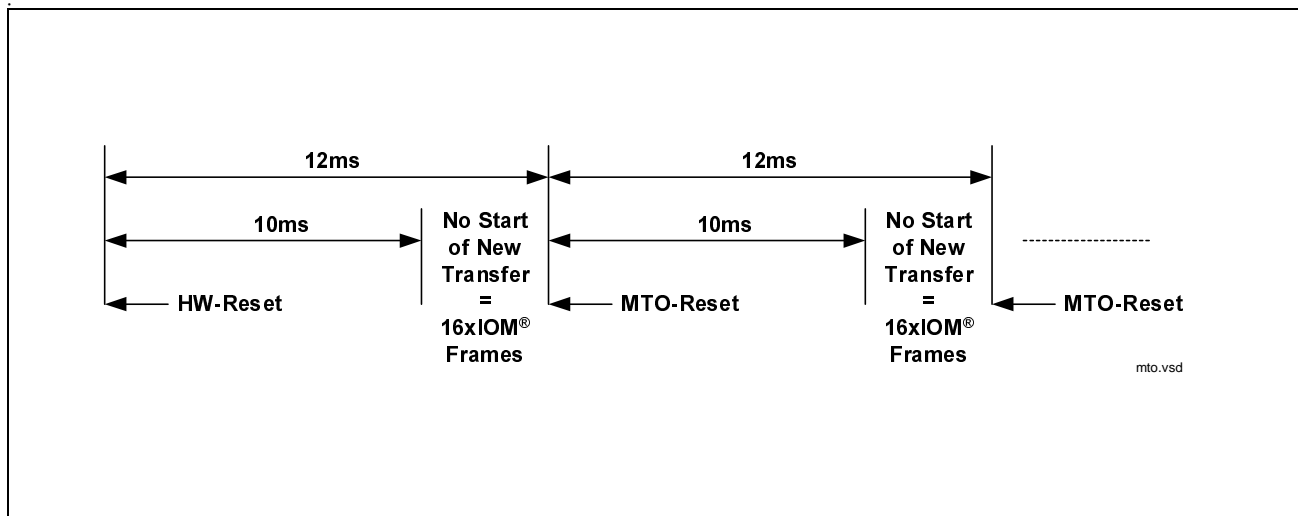 12ms
12ms
10ms
No Start
of New
Transfer
=
16xIOM®
Frames
10ms
No Start
of New
Transfer
=
16xIOM®
Frames
HW-Reset
MTO-Reset
MTO-Reset
mto.vsd